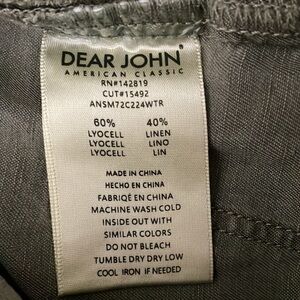 DEAR JOHN
AMERICAN CLASSIC
RN#142819
CUT#15492
ANSM72C224WTR
60% 40%
LYOCELL LINEN
LYOCELL LINO
LYOCELL LIN
MADE IN CHINA
HECHO EN CHINA
FABRIQÉ EN CHINA
MACHINE WASH COLD
INSIDE OUT WITH
SIMILAR COLORS
DO NOT BLEACH
TUMBLE DRY DRY LOW
COOL IRON IF NEEDED